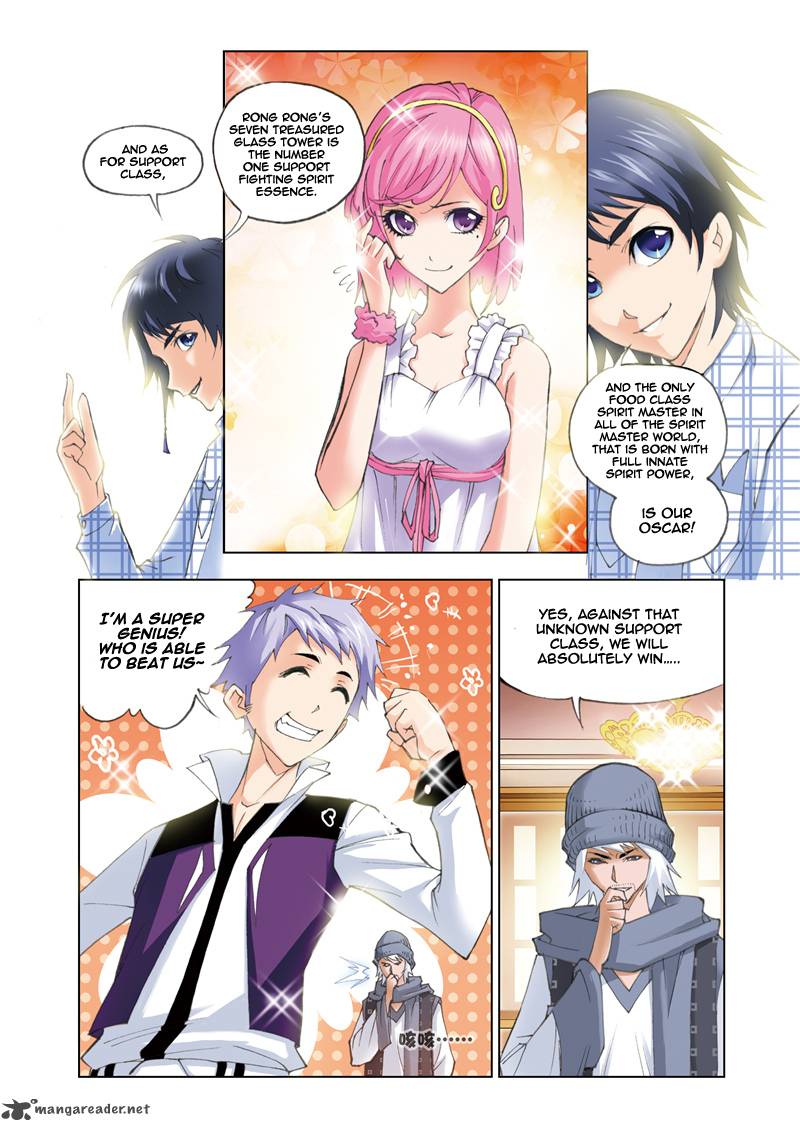 AND AS
FOR SUPPORT
CLASS,
RONG RONG'S
SEVEN TREASURED
GLASS TOWER IS
THE NUMBER
ONE SUPPORT
FIGHTING SPIRIT
ESSENCE.
AND THE ONLY
FOOD CLASS
SPIRIT MASTER IN
ALL OF THE SPIRIT
MASTER WORLD,
THAT IS BORN WITH
FULL INNATE
SPIRIT POWER,
IS OUR
OSCAR!
I'M A SUPER
GENIUS!
WHO IS ABLE
TO BEAT US~
咳咳……
YES, AGAINST THAT
UNKNOWN SUPPORT
CLASS, WE WILL
ABSOLUTELY WIN.....
mangareader.net